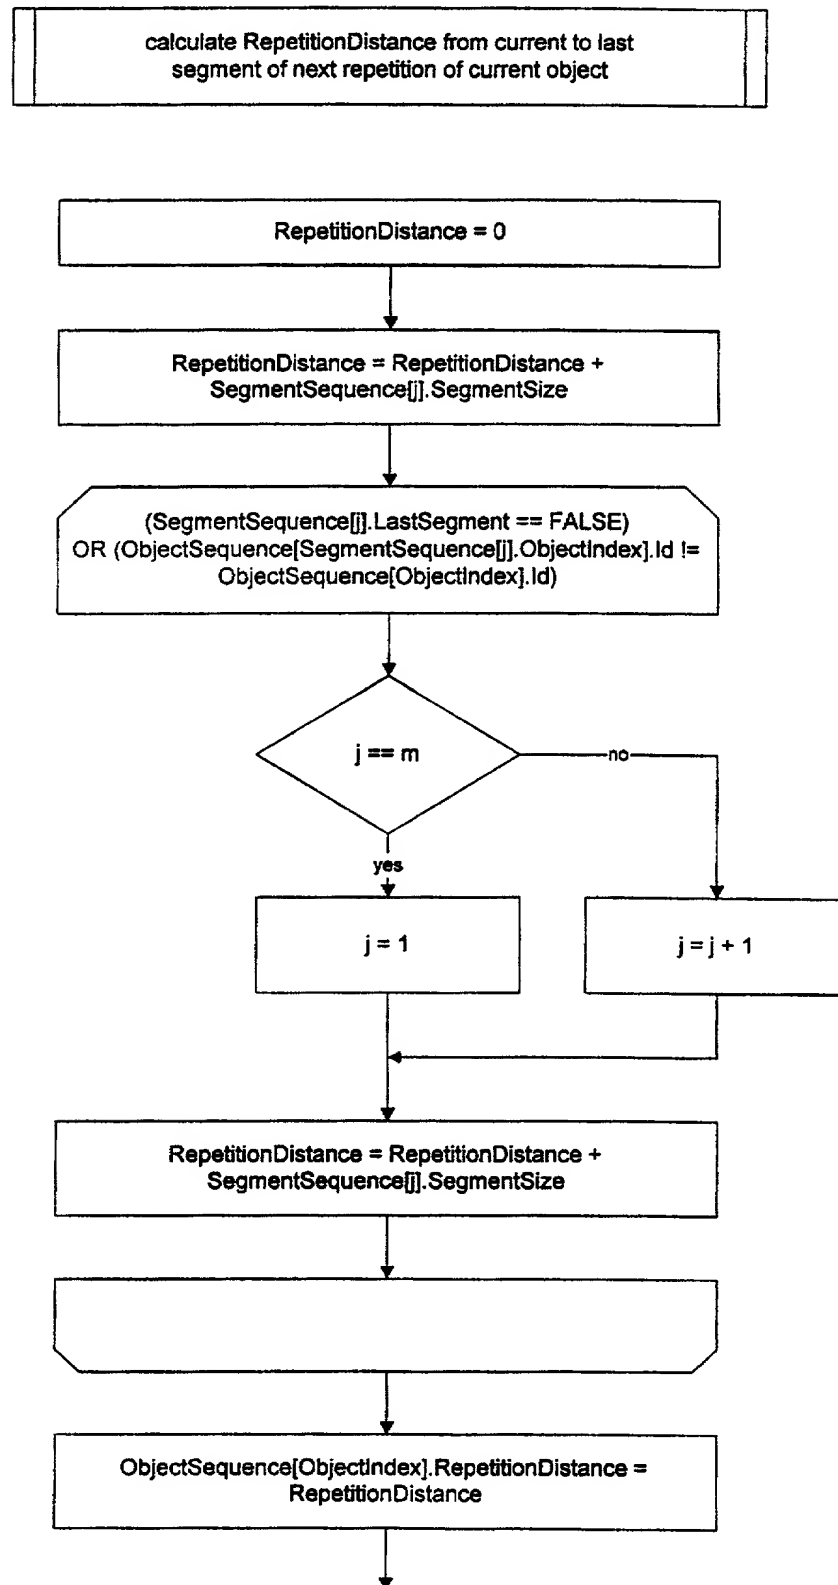 calculate RepetitionDistance from current to last
segment of next repetition of current object
RepetitionDistance = 0
RepetitionDistance = RepetitionDistance +
SegmentSequence[j].SegmentSize
(SegmentSequence[j].LastSegment == FALSE)
OR (ObjectSequence[SegmentSequence[j].ObjectIndex].Id !=
ObjectSequence[ObjectIndex].Id)
j == m
no
yes
j = 1
j = j + 1
RepetitionDistance = RepetitionDistance +
SegmentSequence[j].SegmentSize
ObjectSequence[ObjectIndex].RepetitionDistance =
RepetitionDistance